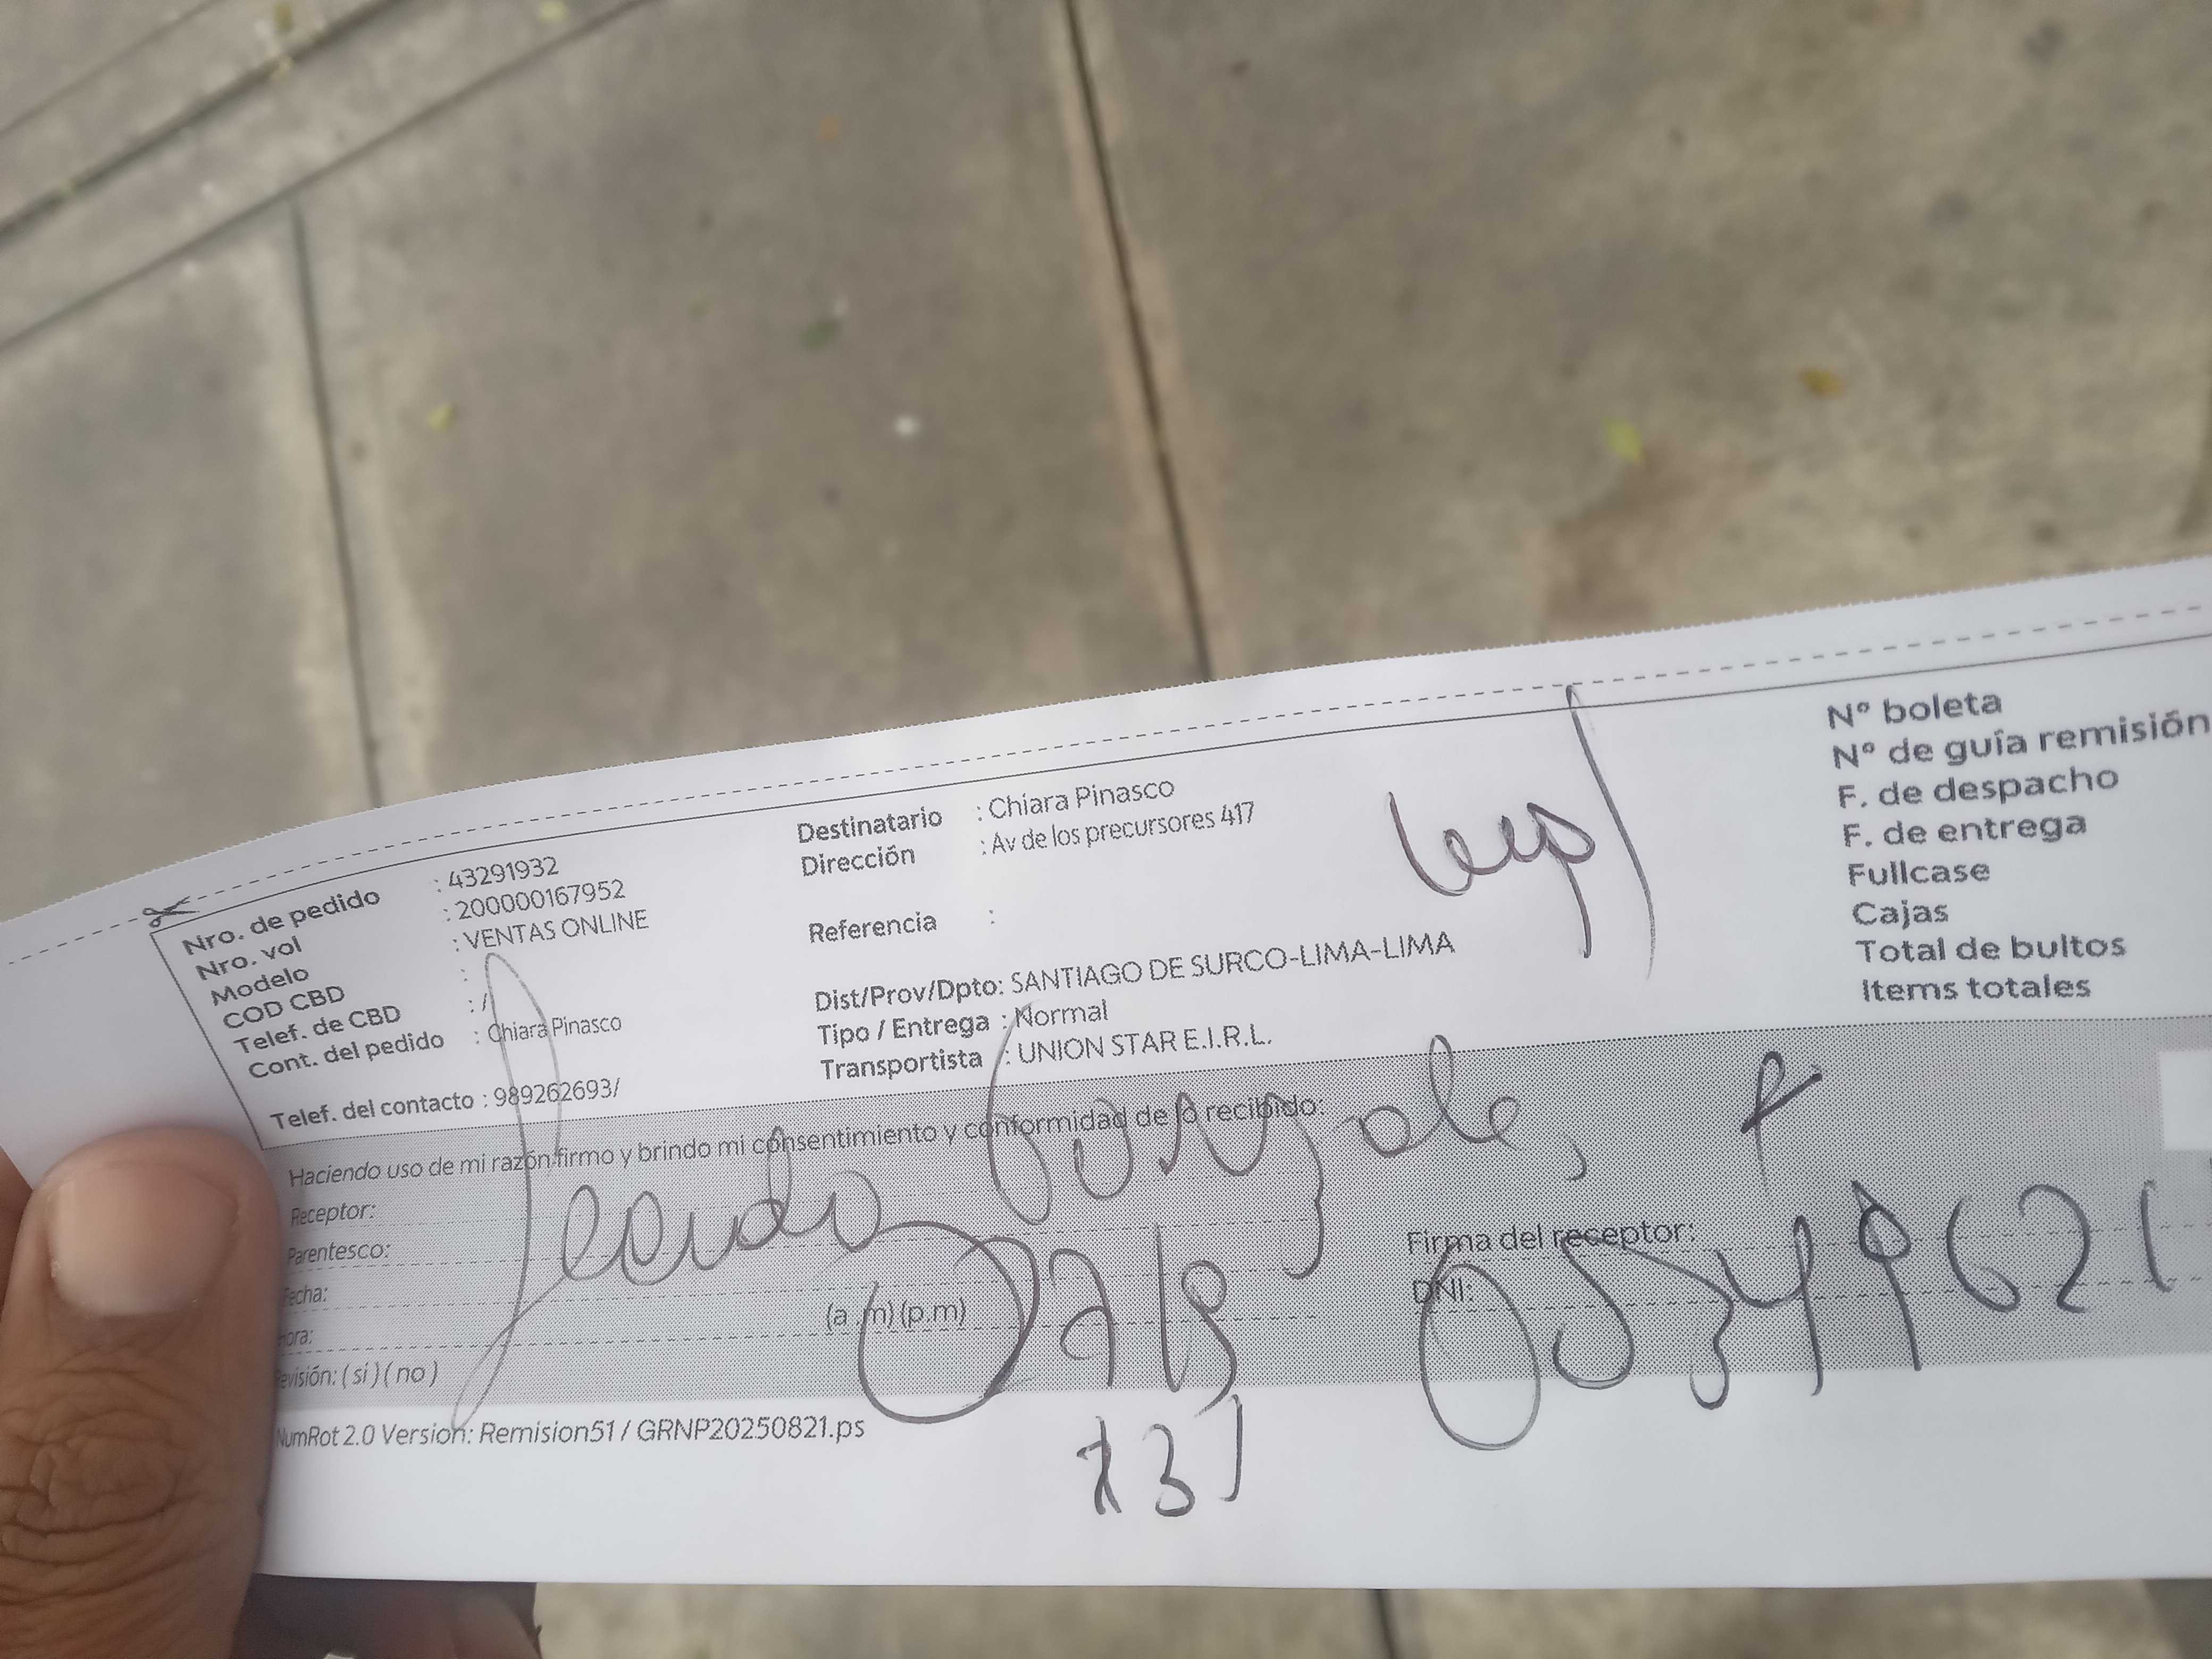 Nro. de pedido : 43291932
Nro. vol : 200000167952
Modelo : VENTAS ONLINE
COD CBD :
Telef. de CBD : /
Cont. del pedido : Chiara Pinasco
Telef. del contacto : 989262693/
Destinatario : Chiara Pinasco
Dirección : Av de los precursores 417
Referencia :
Dist/Prov/Dpto: SANTIAGO DE SURCO-LIMA-LIMA
Tipo / Entrega : Normal
Transportista : UNION STAR E.I.R.L.
Nº boleta
Nº de guía remisión
F. de despacho
F. de entrega
Fullcase
Cajas
Total de bultos
Items totales
Haciendo uso de mi razón firmo y brindo mi consentimiento y conformidad de lo recibido:
Receptor:
Parentesco:
Fecha:
Hora: (a .m) (p.m)
Revisión: ( si ) ( no )
Firma del receptor:
DNI:
NumRot 2.0 Version: Remision51 / GRNP20250821.ps